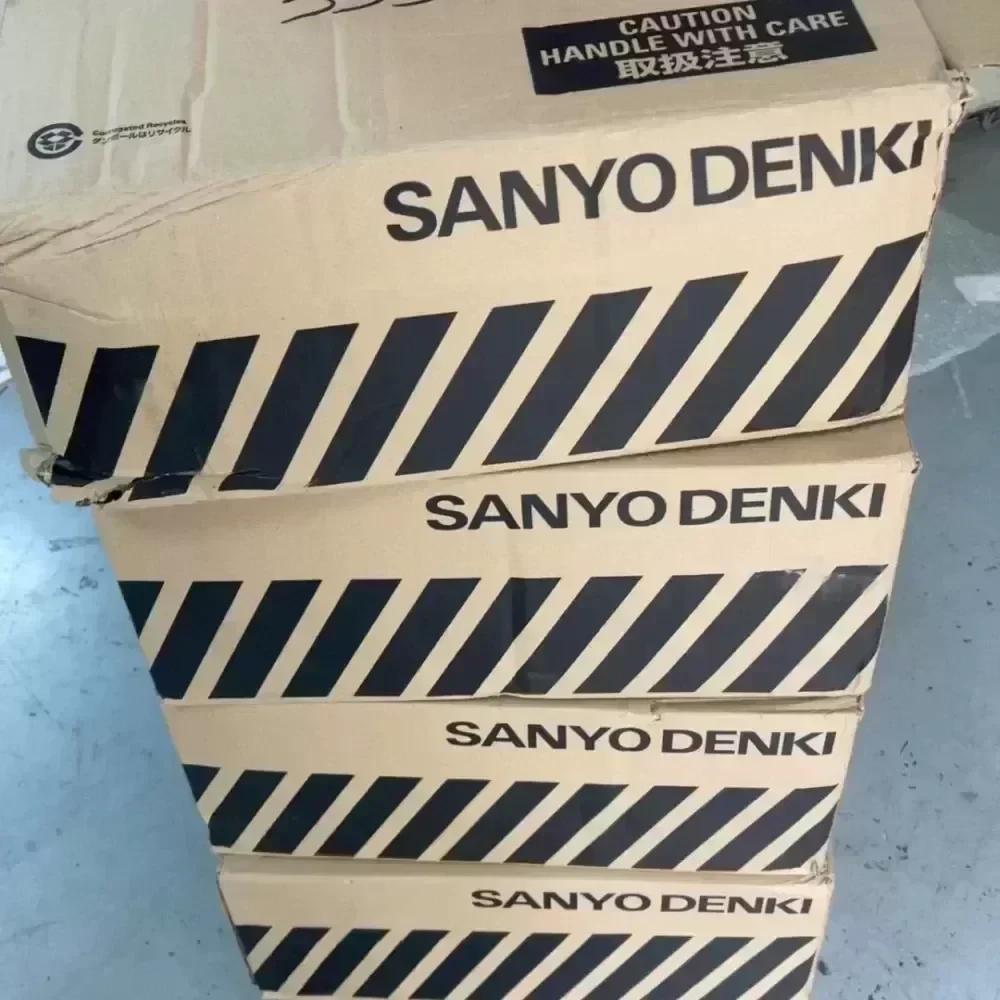 CAUTION
HANDLE WITH CARE
取扱注意
Corrugated Recycles
ダンボールはリサイクル
SANYO DENKI
SANYO DENKI
SANYO DENKI
SANYO DENKI